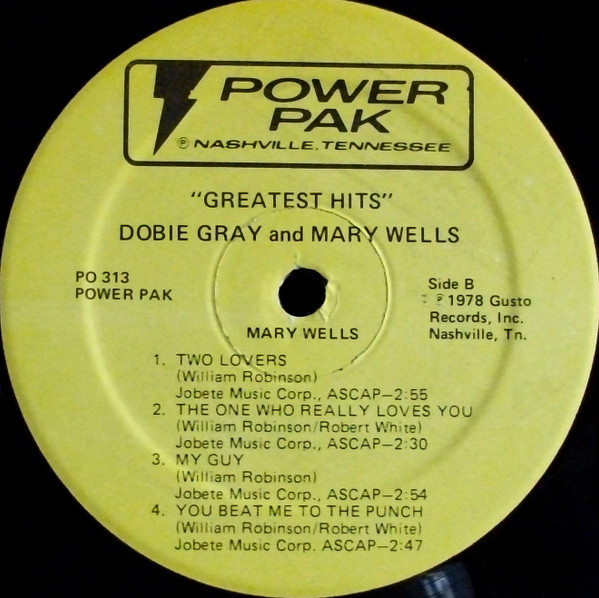 POWER
PAK
℗ NASHVILLE, TENNESSEE
"GREATEST HITS"
DOBIE GRAY and MARY WELLS
PO 313
POWER PAK
Side B
℗ 1978 Gusto
Records, Inc.
Nashville, Tn.
MARY WELLS
1. TWO LOVERS
(William Robinson)
Jobete Music Corp., ASCAP—2:55
2. THE ONE WHO REALLY LOVES YOU
(William Robinson/Robert White)
Jobete Music Corp., ASCAP—2:30
3. MY GUY
(William Robinson)
Jobete Music Corp., ASCAP—2:54
4. YOU BEAT ME TO THE PUNCH
(William Robinson/Robert White)
Jobete Music Corp. ASCAP—2:47